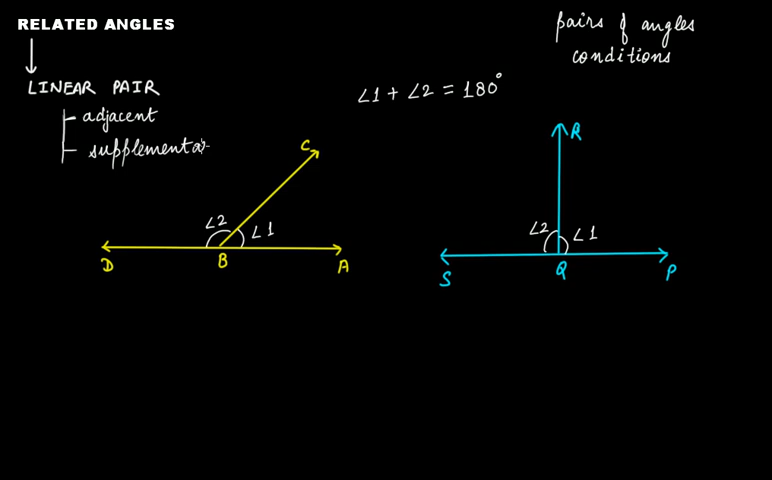 RELATED ANGLES
pairs of angles
conditions
LINEAR PAIR
adjacent
∠1 + ∠2 = 180°
C
R
∠2
∠1
∠2
∠1
D
B
A
S
Q
P